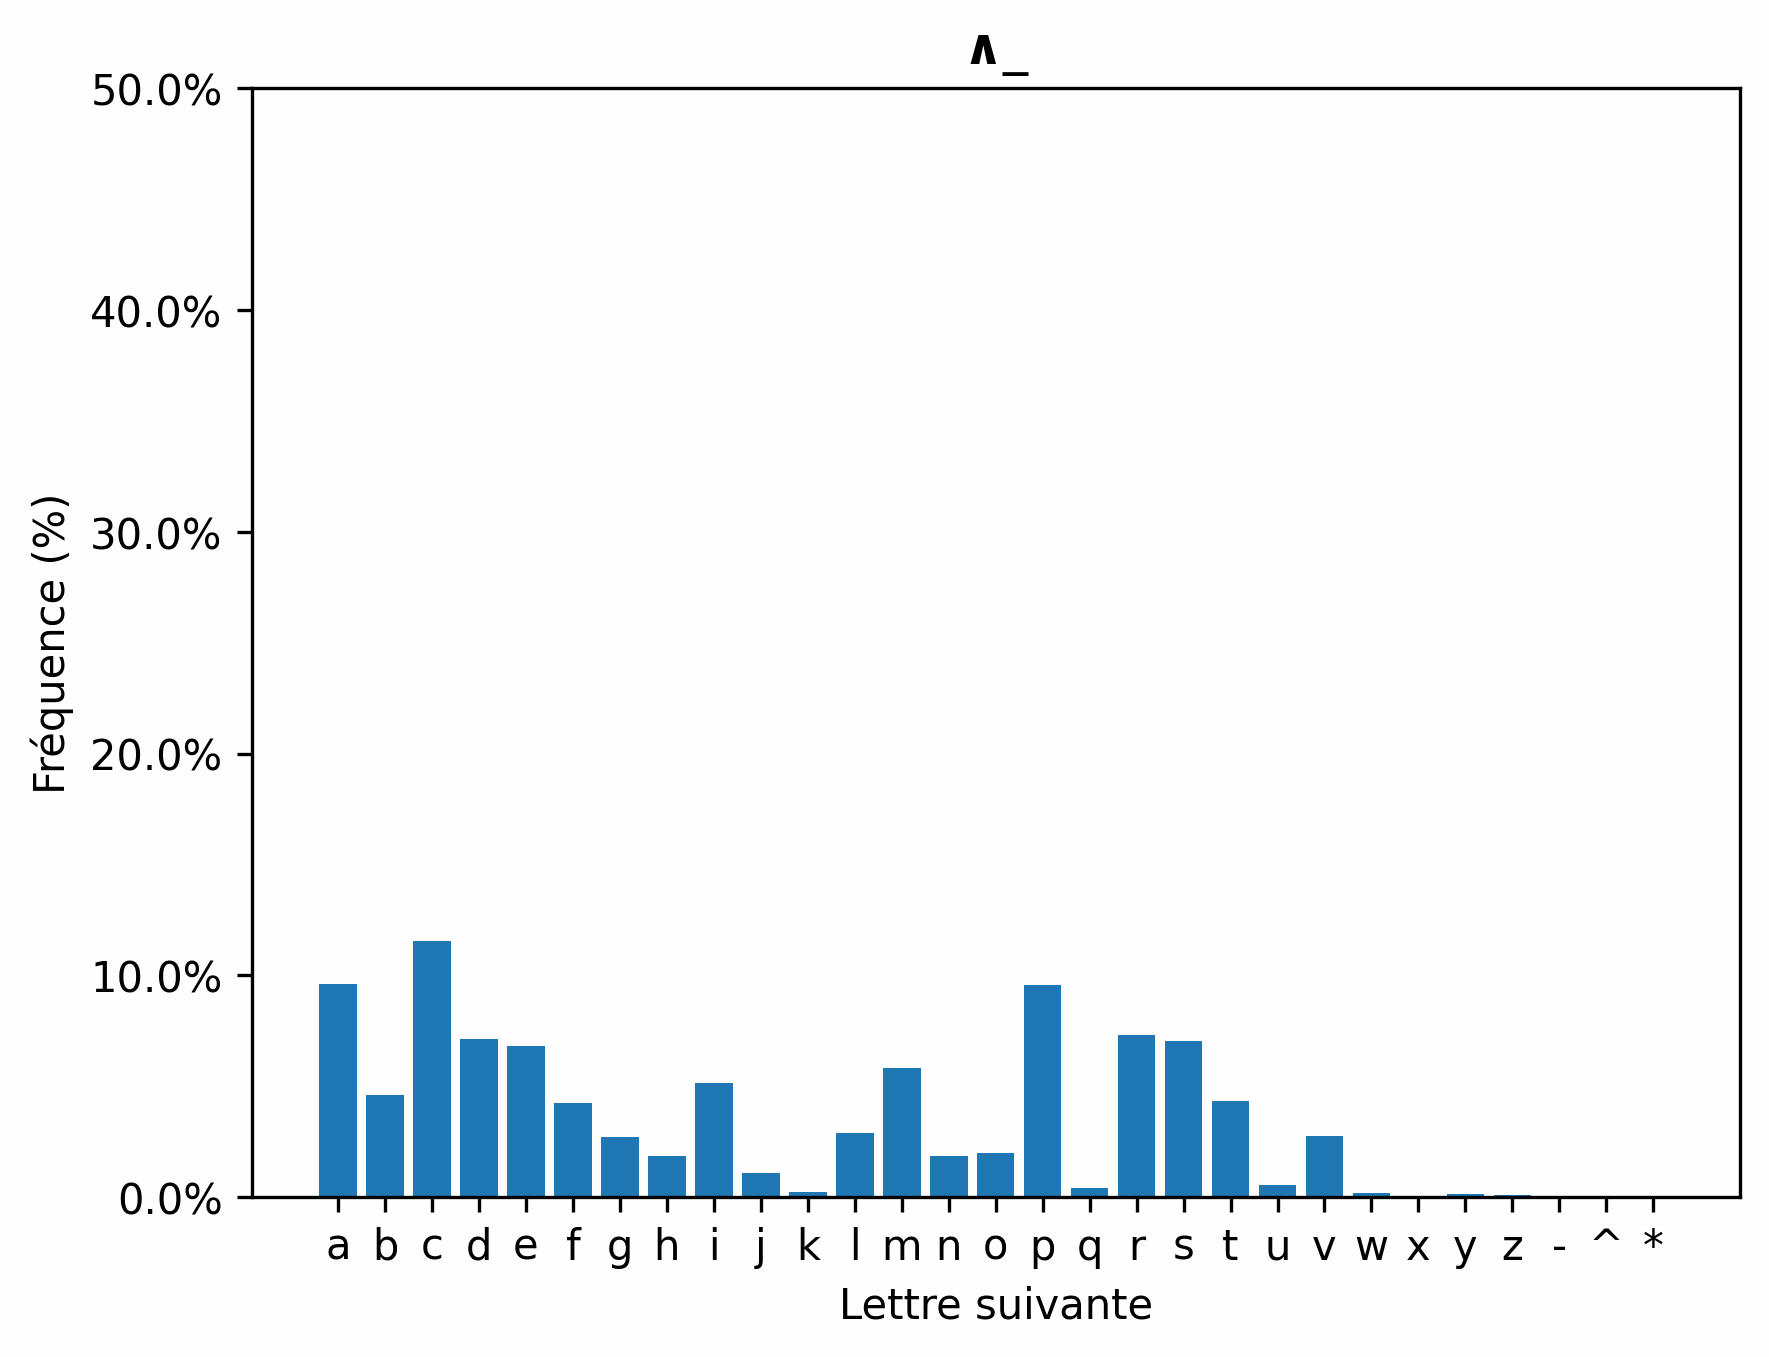 ^_
50.0%
40.0%
30.0%
20.0%
10.0%
0.0%
Fréquence (%)
a b c d e f g h i j k l m n o p q r s t u v w x y z - ^ *
Lettre suivante